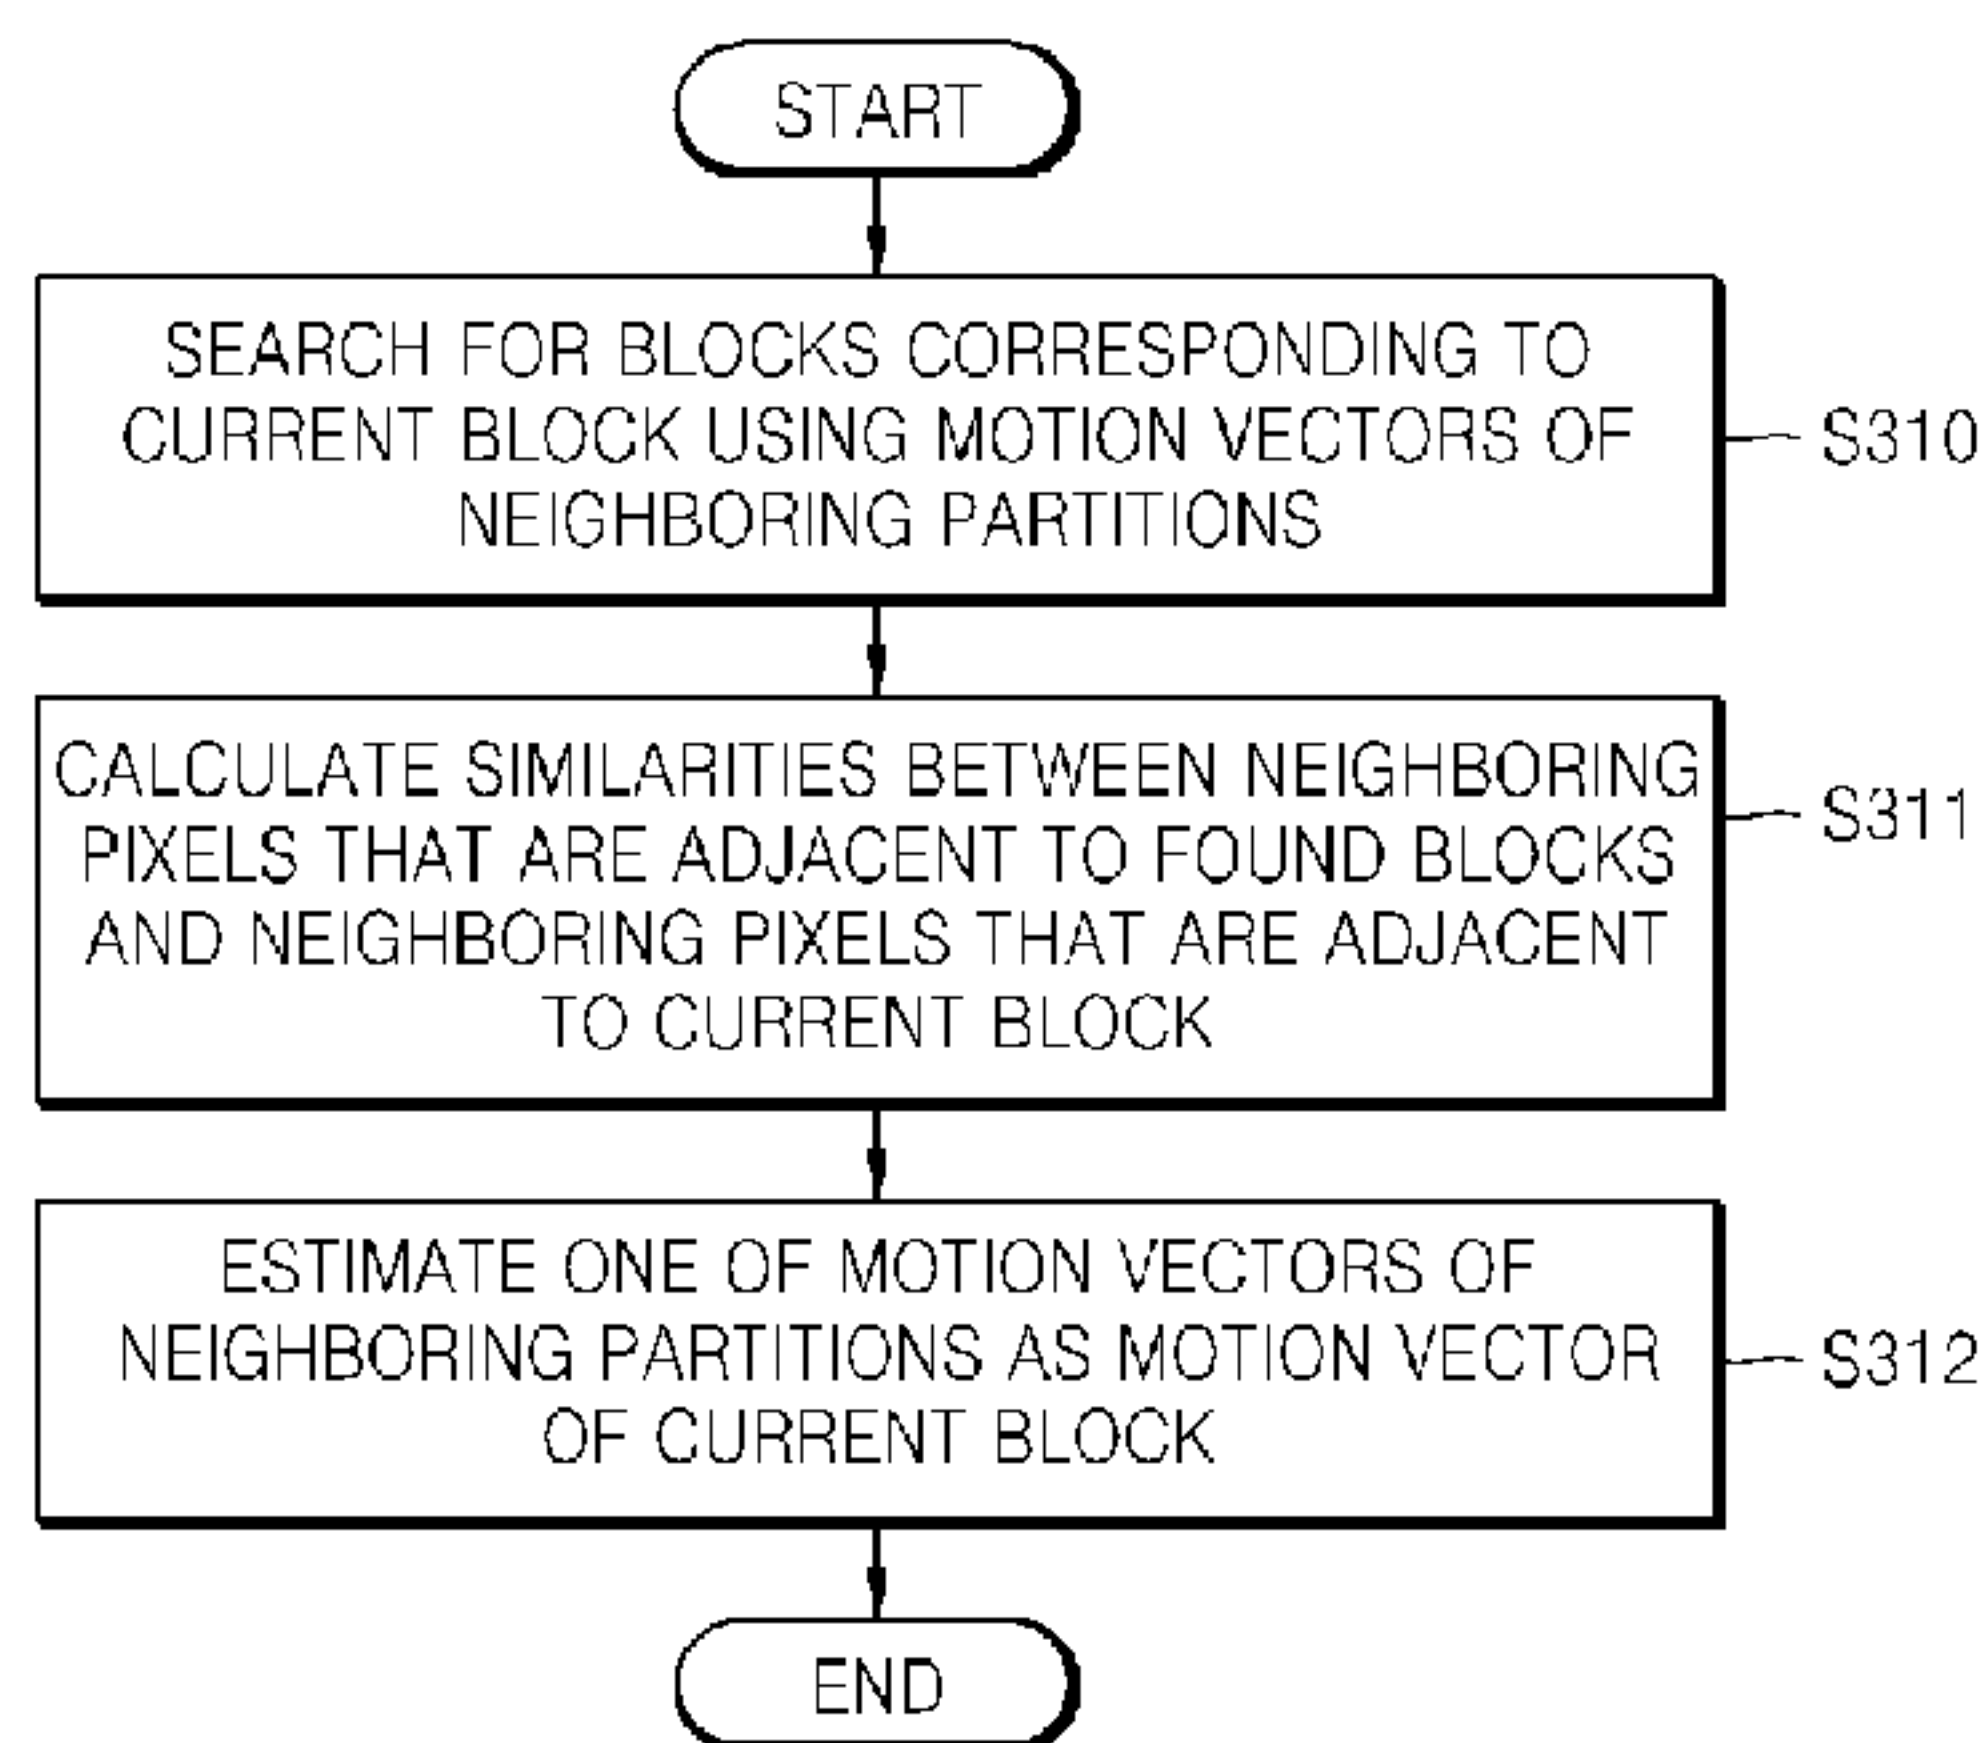 START
SEARCH FOR BLOCKS CORRESPONDING TO
CURRENT BLOCK USING MOTION VECTORS OF
NEIGHBORING PARTITIONS
S310
CALCULATE SIMILARITIES BETWEEN NEIGHBORING
PIXELS THAT ARE ADJACENT TO FOUND BLOCKS
AND NEIGHBORING PIXELS THAT ARE ADJACENT
TO CURRENT BLOCK
S311
ESTIMATE ONE OF MOTION VECTORS OF
NEIGHBORING PARTITIONS AS MOTION VECTOR
OF CURRENT BLOCK
S312
END